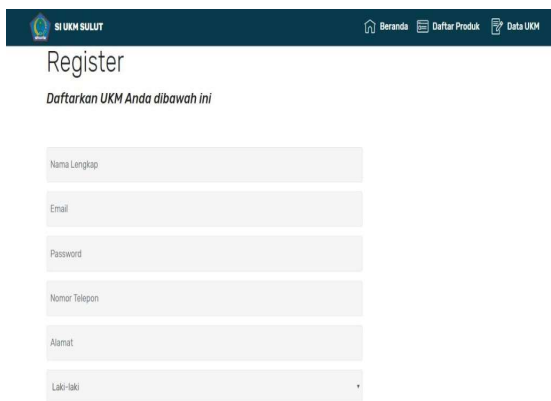 SI UKM SULUT
Beranda Daftar Produk Data UKM
Register
Daftarkan UKM Anda dibawah ini
Nama Lengkap
Email
Password
Nomor Telepon
Alamat
Laki-laki